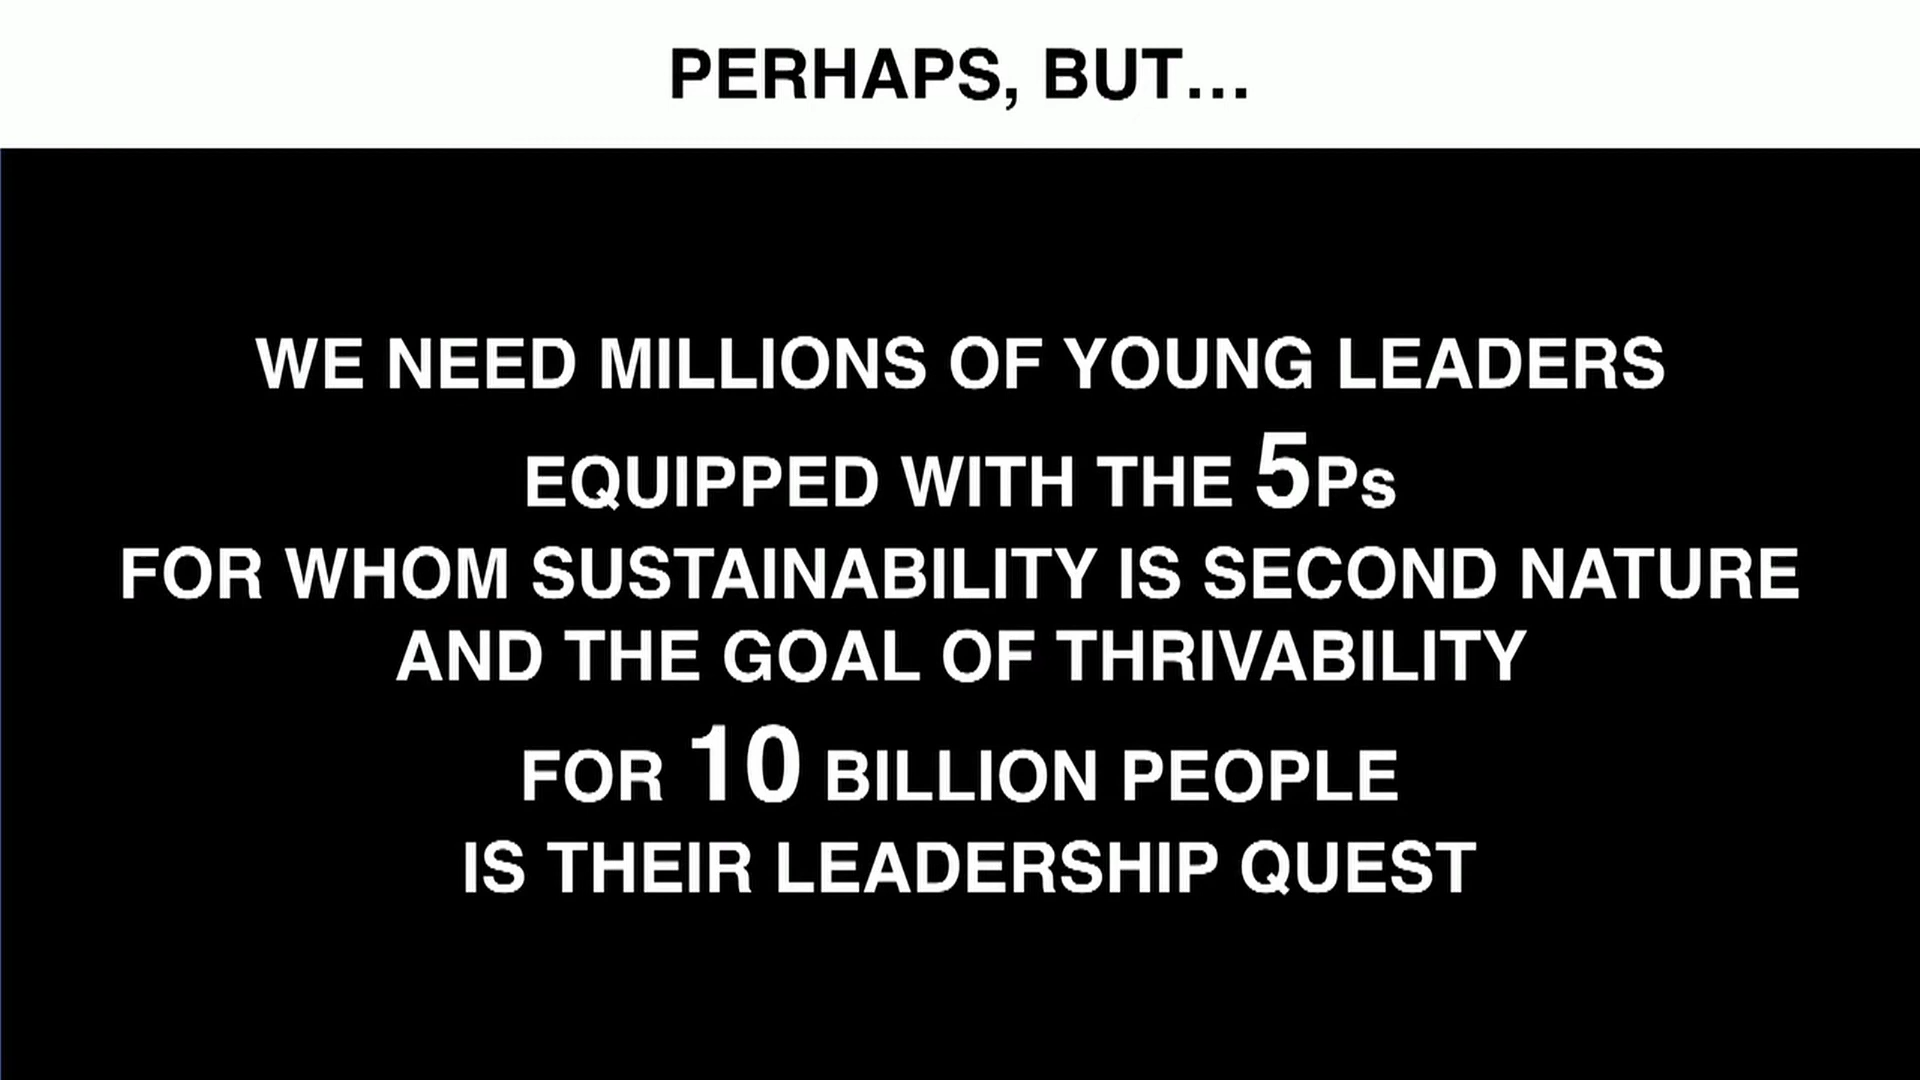 PERHAPS, BUT...
WE NEED MILLIONS OF YOUNG LEADERS
EQUIPPED WITH THE 5Ps
FOR WHOM SUSTAINABILITY IS SECOND NATURE
AND THE GOAL OF THRIVABILITY
FOR 10 BILLION PEOPLE
IS THEIR LEADERSHIP QUEST